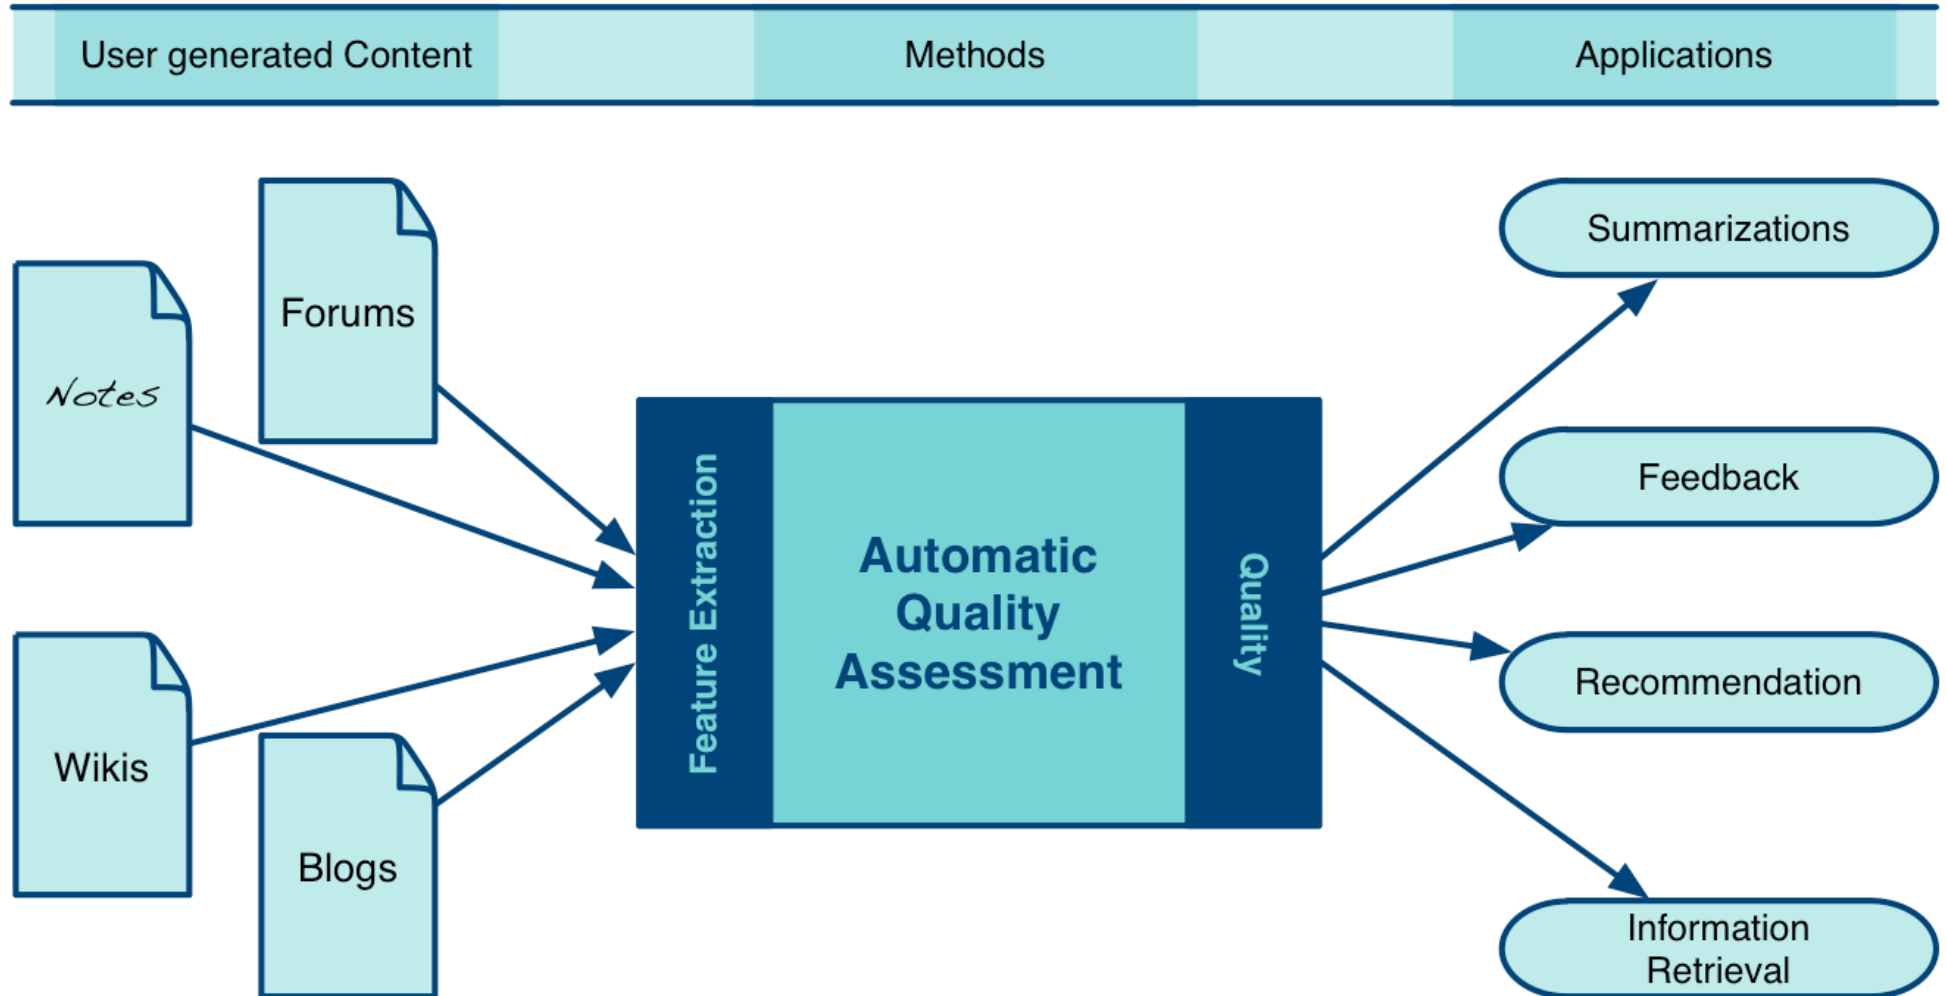 User generated Content
Methods
Applications
Forums
Notes
Wikis
Blogs
Feature Extraction
Automatic
Quality
Assessment
Quality
Summarizations
Feedback
Recommendation
Information
Retrieval